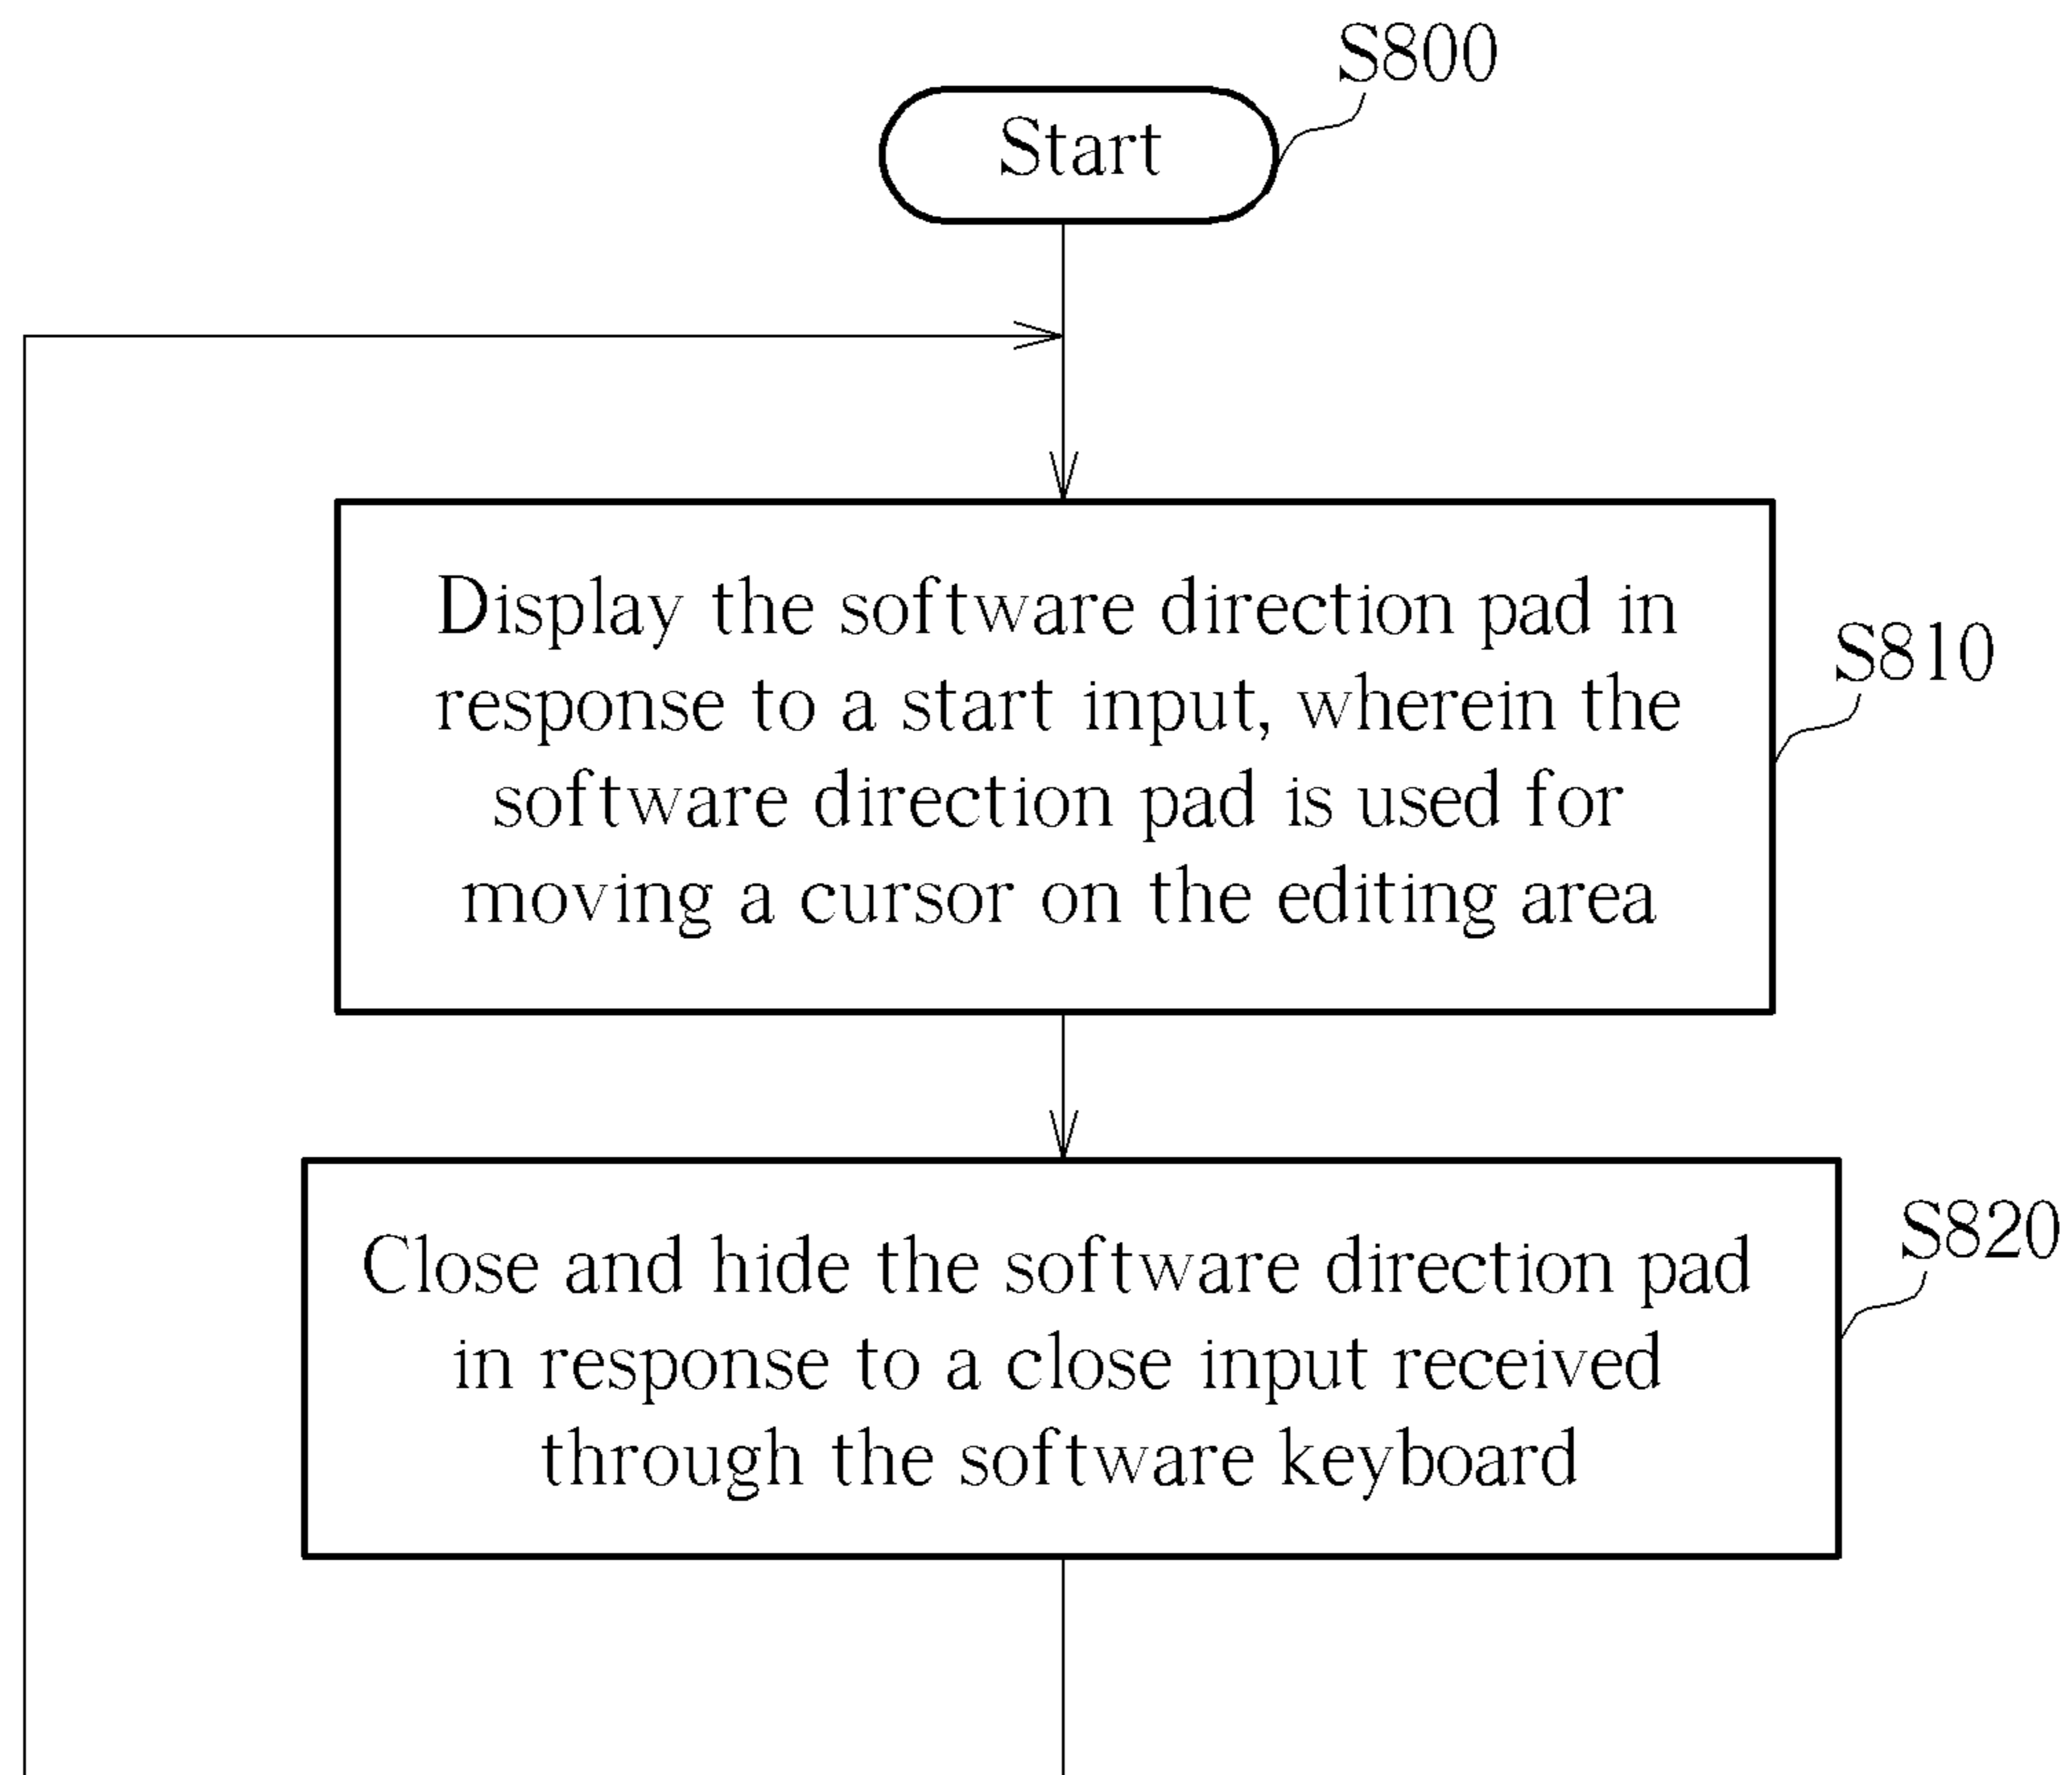 S800
Start
Display the software direction pad in
response to a start input, wherein the
software direction pad is used for
moving a cursor on the editing area
S810
Close and hide the software direction pad
in response to a close input received
through the software keyboard
S820